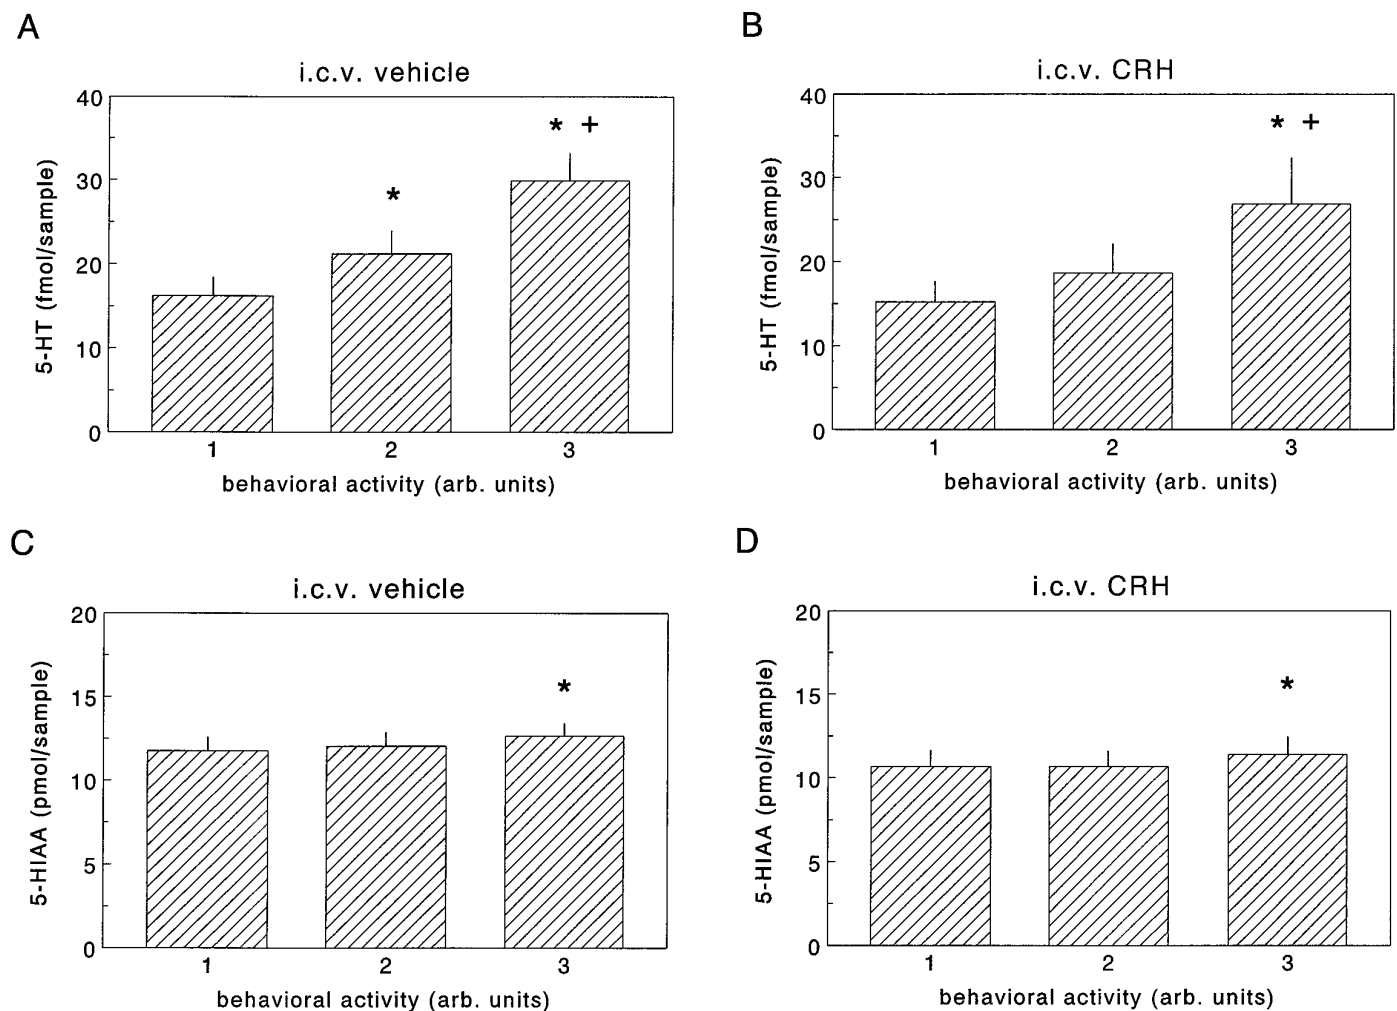 A
i.c.v. vehicle
40
30
20
10
0
5-HT (fmol/sample)
*
* +
1 2 3
behavioral activity (arb. units)
B
i.c.v. CRH
40
30
20
10
0
5-HT (fmol/sample)
* +
1 2 3
behavioral activity (arb. units)
C
i.c.v. vehicle
20
15
10
5
0
5-HIAA (pmol/sample)
*
1 2 3
behavioral activity (arb. units)
D
i.c.v. CRH
20
15
10
5
0
5-HIAA (pmol/sample)
*
1 2 3
behavioral activity (arb. units)